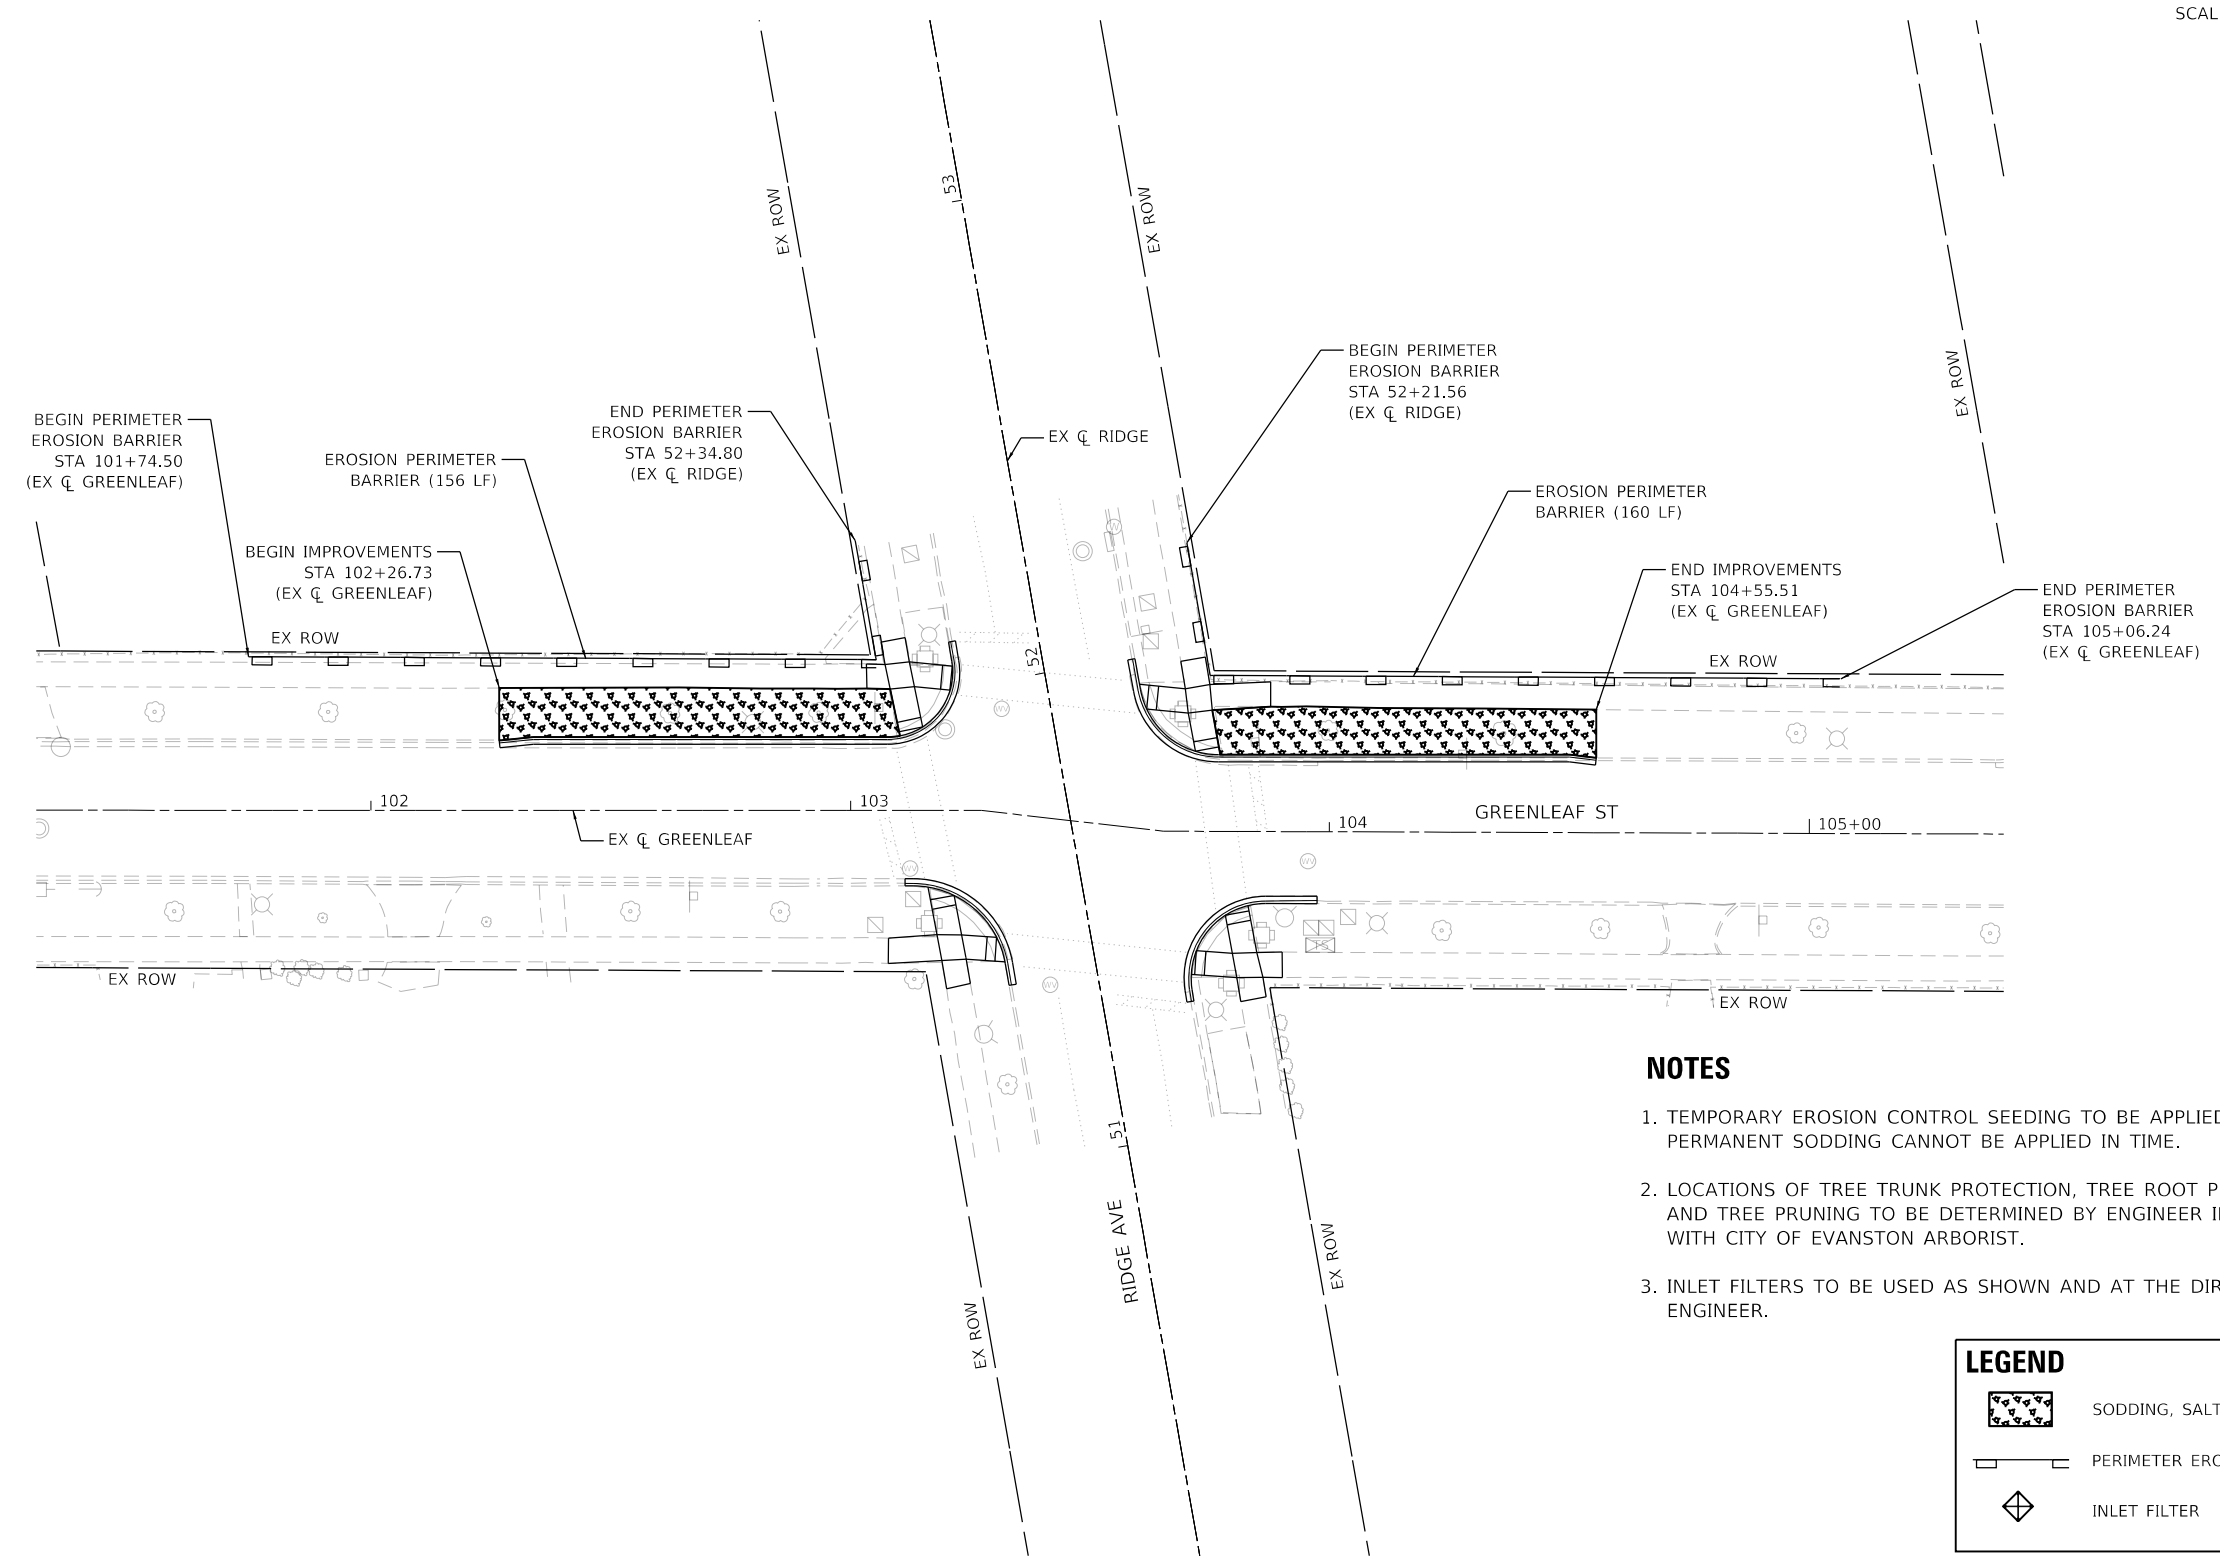 SCAL
53
EX ROW
EX ROW
EX ROW
BEGIN PERIMETER
EROSION BARRIER
STA 52+21.56
(EX ℄ RIDGE)
BEGIN PERIMETER
EROSION BARRIER
STA 101+74.50
(EX ℄ GREENLEAF)
END PERIMETER
EROSION BARRIER
STA 52+34.80
(EX ℄ RIDGE)
EX ℄ RIDGE
EROSION PERIMETER
BARRIER (156 LF)
EROSION PERIMETER
BARRIER (160 LF)
BEGIN IMPROVEMENTS
STA 102+26.73
(EX ℄ GREENLEAF)
END IMPROVEMENTS
STA 104+55.51
(EX ℄ GREENLEAF)
END PERIMETER
EROSION BARRIER
STA 105+06.24
(EX ℄ GREENLEAF)
EX ROW
52
EX ROW
W
WV
102
103
104
GREENLEAF ST
105+00
EX ℄ GREENLEAF
WV
WV
TS
WV
EX ROW
EX ROW
51
RIDGE AVE
EX ROW
EX ROW
NOTES
1. TEMPORARY EROSION CONTROL SEEDING TO BE APPLIED
PERMANENT SODDING CANNOT BE APPLIED IN TIME.
2. LOCATIONS OF TREE TRUNK PROTECTION, TREE ROOT P
AND TREE PRUNING TO BE DETERMINED BY ENGINEER I
WITH CITY OF EVANSTON ARBORIST.
3. INLET FILTERS TO BE USED AS SHOWN AND AT THE DIR
ENGINEER.
LEGEND
SODDING, SALT
PERIMETER ERO
INLET FILTER